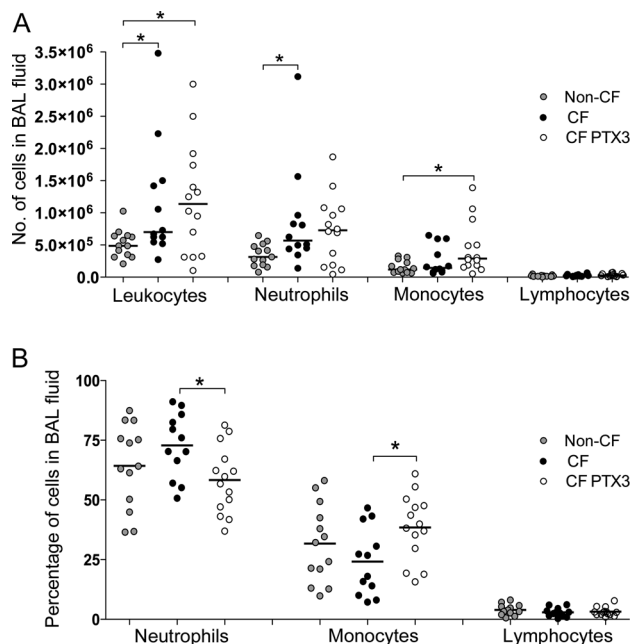 A
*
*
*
*
3.5×10⁶
3.0×10⁶
2.5×10⁶
2.0×10⁶
1.5×10⁶
1.0×10⁶
5.0×10⁵
0.0
No. of cells in BAL fluid
Non-CF
CF
CF PTX3
Leukocytes Neutrophils Monocytes Lymphocytes
B
*
*
100
75
50
25
0
Percentage of cells in BAL fluid
Non-CF
CF
CF PTX3
Neutrophils Monocytes Lymphocytes